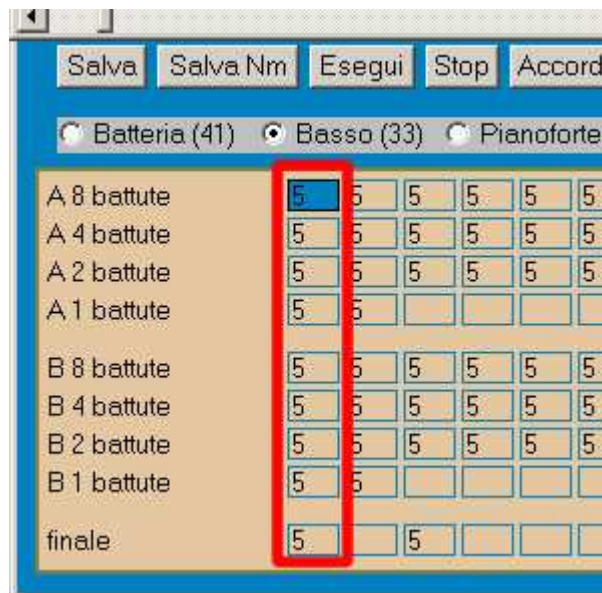 Salva Salva Nm Esegui Stop Accord
Batteria (41) Basso (33) Pianoforte
A 8 battute 5 5 5 5 5 5
A 4 battute 5 5 5 5 5 5
A 2 battute 5 5 5 5 5 5
A 1 battute 5 5
B 8 battute 5 5 5 5 5 5
B 4 battute 5 5 5 5 5 5
B 2 battute 5 5 5 5 5 5
B 1 battute 5 5
finale 5 5